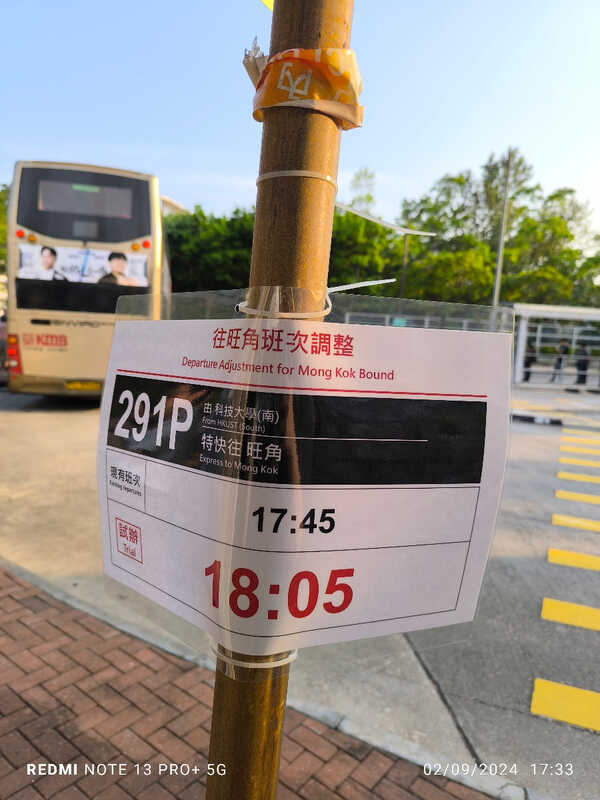 內
KMB
往旺角班次調整
Departure Adjustment for Mong Kok Bound
291P
由 科技大學(南)
From HKUST (South)
特快往 旺角
Express to Mong Kok
現有班次
Existing departures
17:45
試辦
Trial
18:05
REDMI NOTE 13 PRO+ 5G
02/09/2024 17:33